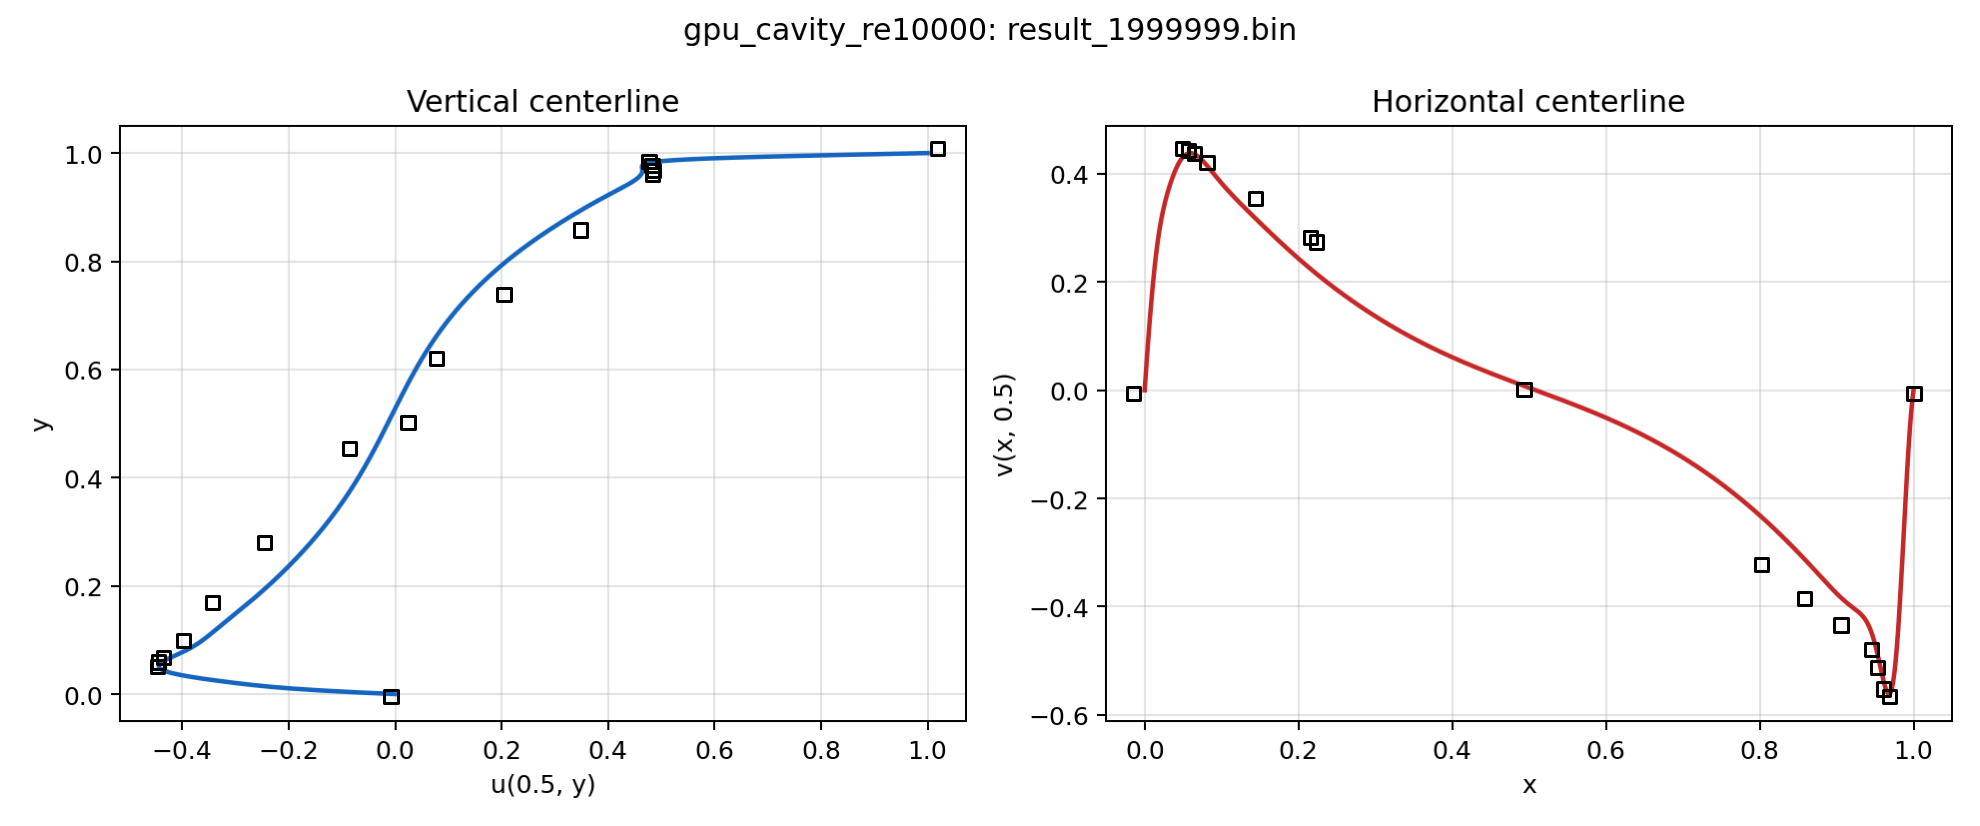 gpu_cavity_re10000: result_1999999.bin
Vertical centerline
1.0
0.8
0.6
0.4
0.2
0.0
y
−0.4 −0.2 0.0 0.2 0.4 0.6 0.8 1.0
u(0.5, y)
Horizontal centerline
0.4
0.2
0.0
−0.2
−0.4
−0.6
v(x, 0.5)
0.0 0.2 0.4 0.6 0.8 1.0
x